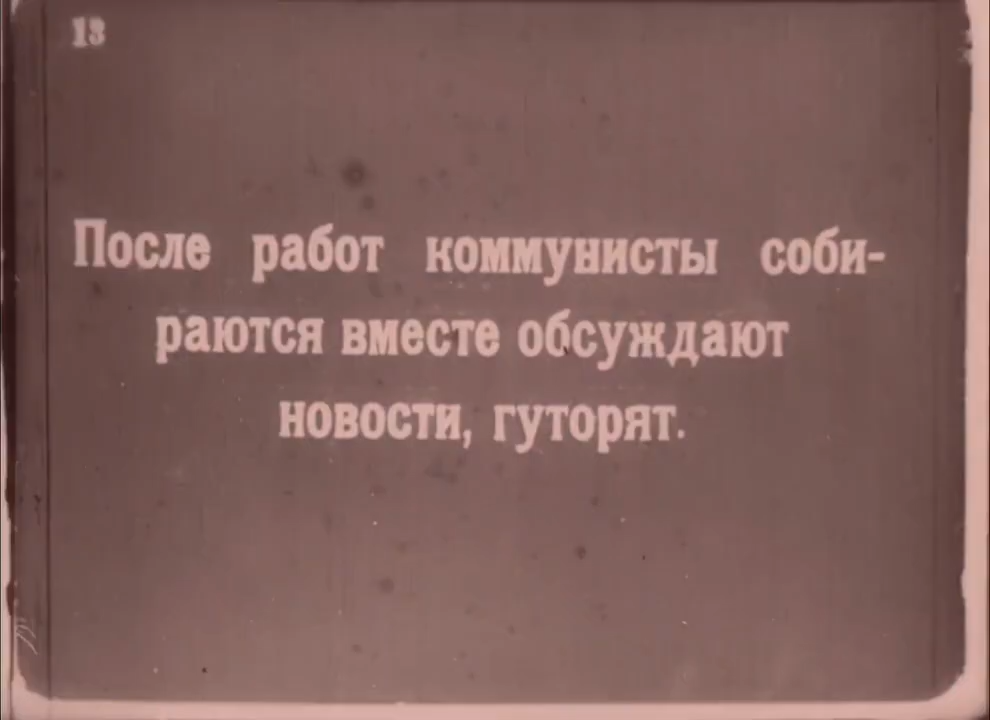 13
После работ коммунисты соби-
раются вместе обсуждают
новости, гуторят.